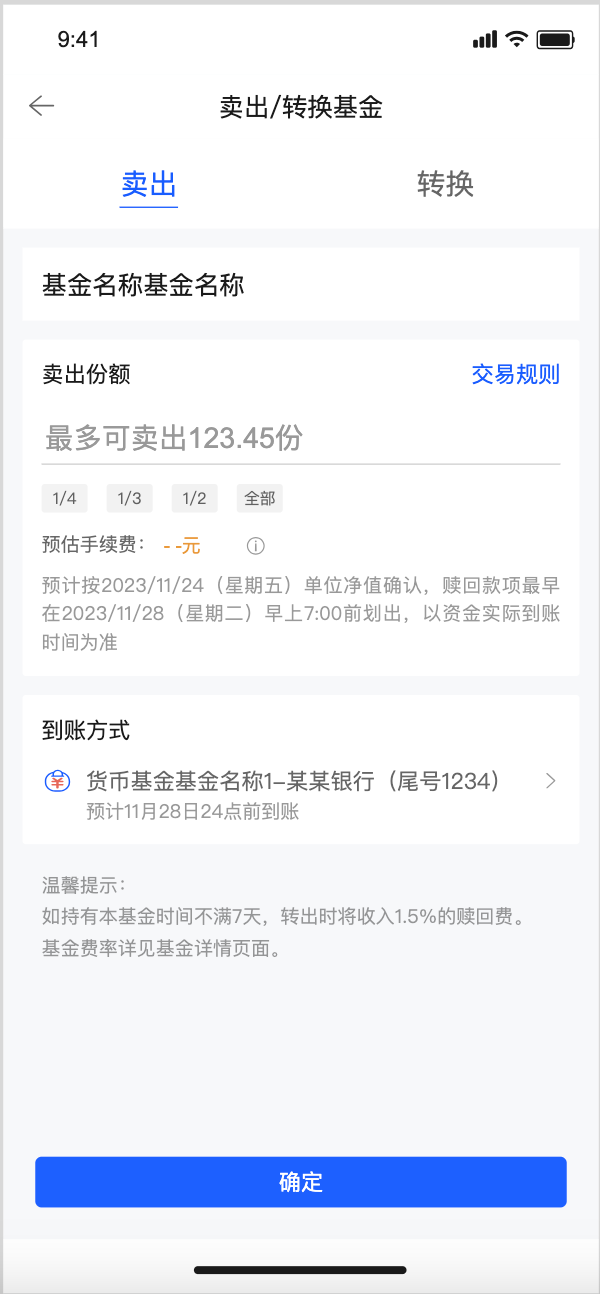 9:41
卖出/转换基金
卖出
转换
基金名称基金名称
卖出份额
交易规则
最多可卖出123.45份
1/4
1/3
1/2
全部
预估手续费：
- -元
预计按2023/11/24（星期五）单位净值确认，赎回款项最早
在2023/11/28（星期二）早上7:00前划出，以资金实际到账
时间为准
到账方式
货币基金基金名称1-某某银行（尾号1234）
预计11月28日24点前到账
温馨提示：
如持有本基金时间不满7天，转出时将收入1.5%的赎回费。
基金费率详见基金详情页面。
确定